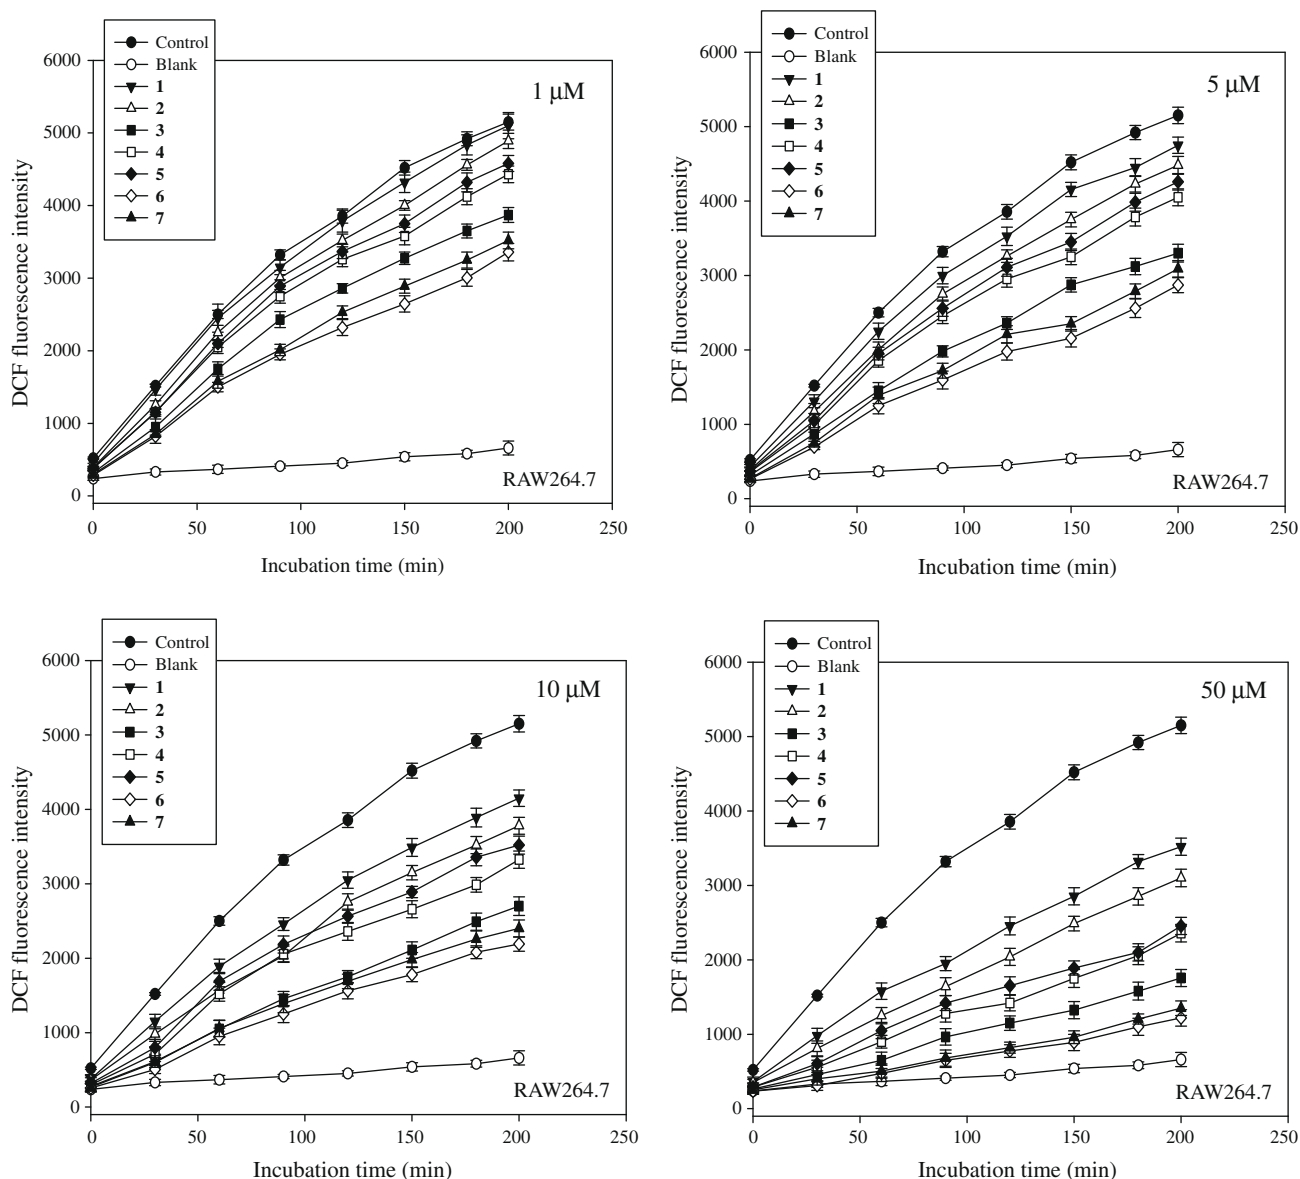 Control
Blank
1
2
3
4
5
6
7
1 μM
6000
5000
4000
3000
2000
1000
0
DCF fluorescence intensity
RAW264.7
0 50 100 150 200 250
Incubation time (min)
Control
Blank
1
2
3
4
5
6
7
5 μM
6000
5000
4000
3000
2000
1000
0
DCF fluorescence intensity
RAW264.7
0 50 100 150 200 250
Incubation time (min)
Control
Blank
1
2
3
4
5
6
7
10 μM
6000
5000
4000
3000
2000
1000
0
DCF fluorescence intensity
RAW264.7
0 50 100 150 200 250
Incubation time (min)
Control
Blank
1
2
3
4
5
6
7
50 μM
6000
5000
4000
3000
2000
1000
0
DCF fluorescence intensity
RAW264.7
0 50 100 150 200 250
Incubation time (min)